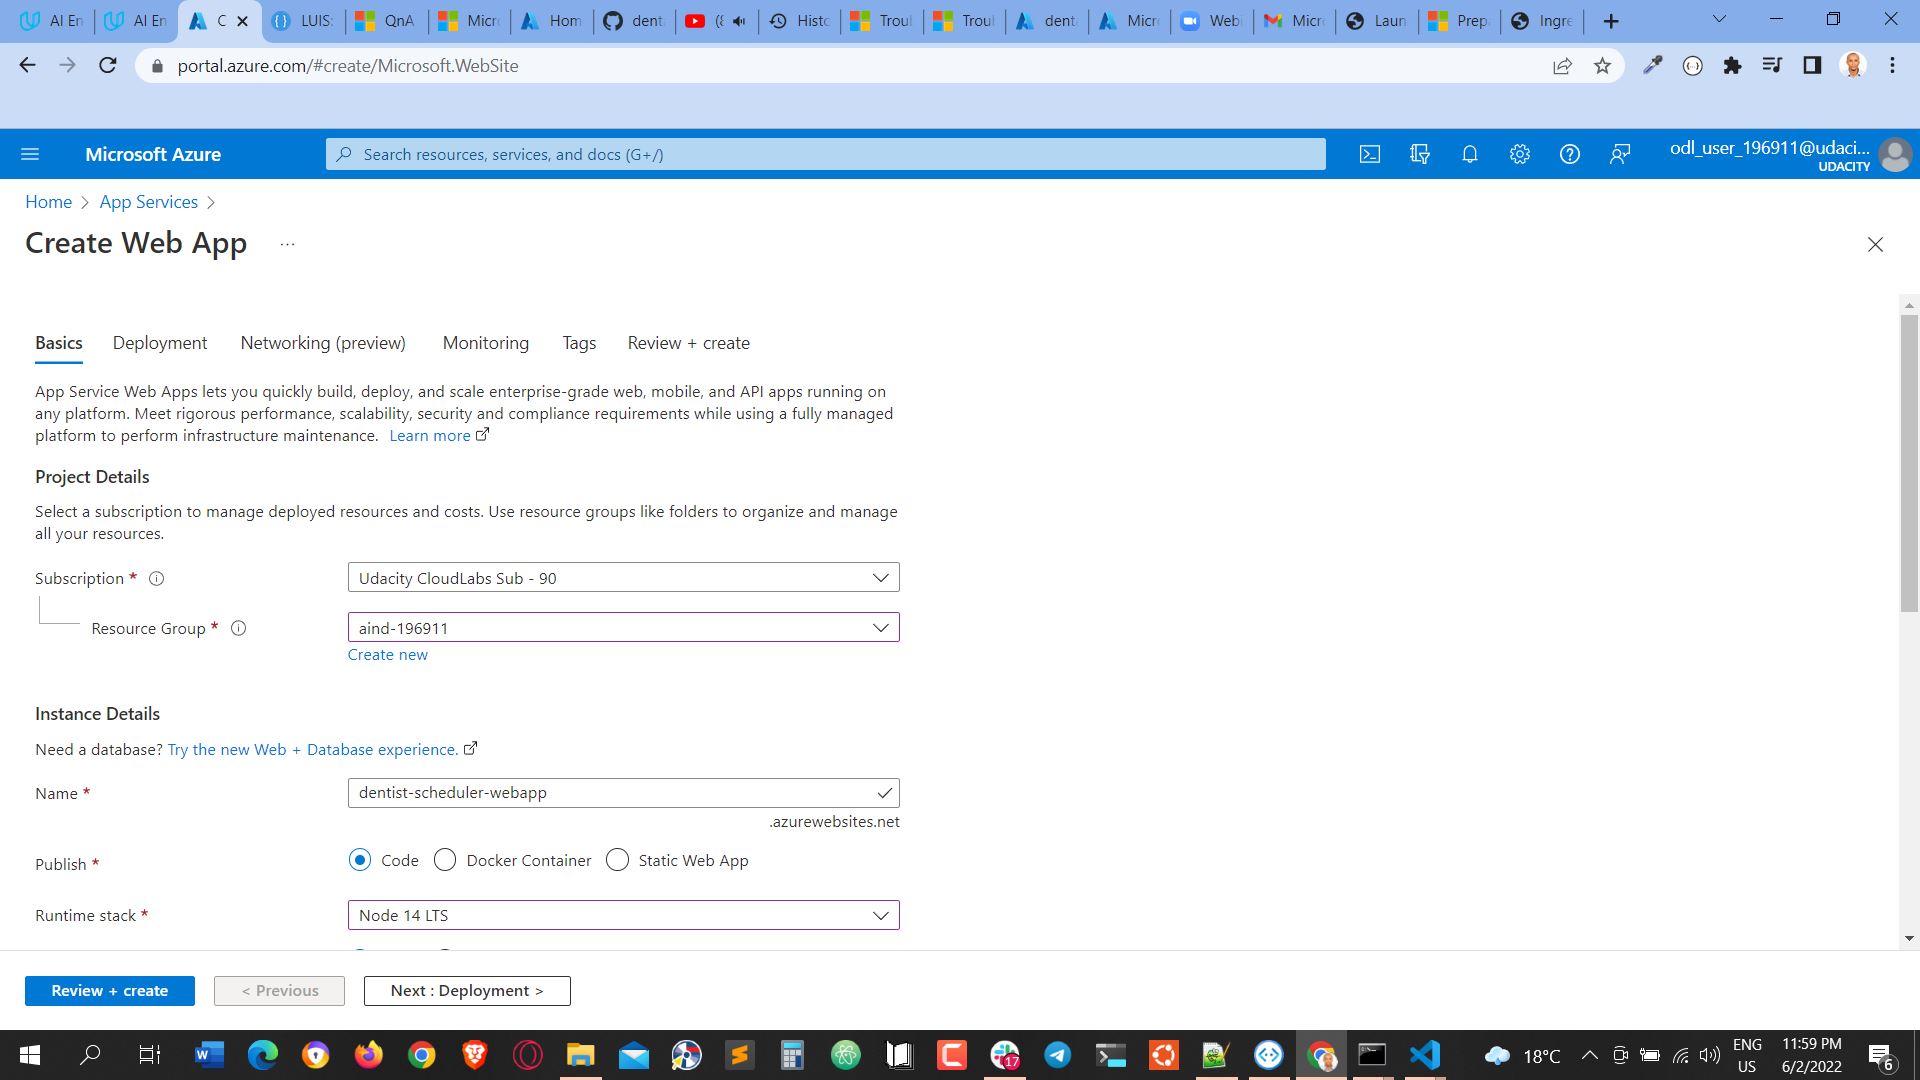 AI En
AI En
C
LUIS:
QnA
Micro
Hom
dent
(8
Histo
Troul
Troul
dent
Micro
Webi
Micro
Laun
Prep
Ingre
portal.azure.com/#create/Microsoft.WebSite
Microsoft Azure
Search resources, services, and docs (G+/)
odl_user_196911@udaci...
UDACITY
Home > App Services >
Create Web App ...
Basics Deployment Networking (preview) Monitoring Tags Review + create
App Service Web Apps lets you quickly build, deploy, and scale enterprise-grade web, mobile, and API apps running on
any platform. Meet rigorous performance, scalability, security and compliance requirements while using a fully managed
platform to perform infrastructure maintenance. Learn more
Project Details
Select a subscription to manage deployed resources and costs. Use resource groups like folders to organize and manage
all your resources.
Subscription *
Udacity CloudLabs Sub - 90
Resource Group *
aind-196911
Create new
Instance Details
Need a database? Try the new Web + Database experience.
Name *
dentist-scheduler-webapp
.azurewebsites.net
Publish *
Code Docker Container Static Web App
Runtime stack *
Node 14 LTS
Review + create
< Previous
Next : Deployment >
17
18°C
ENG
US
11:59 PM
6/2/2022
6